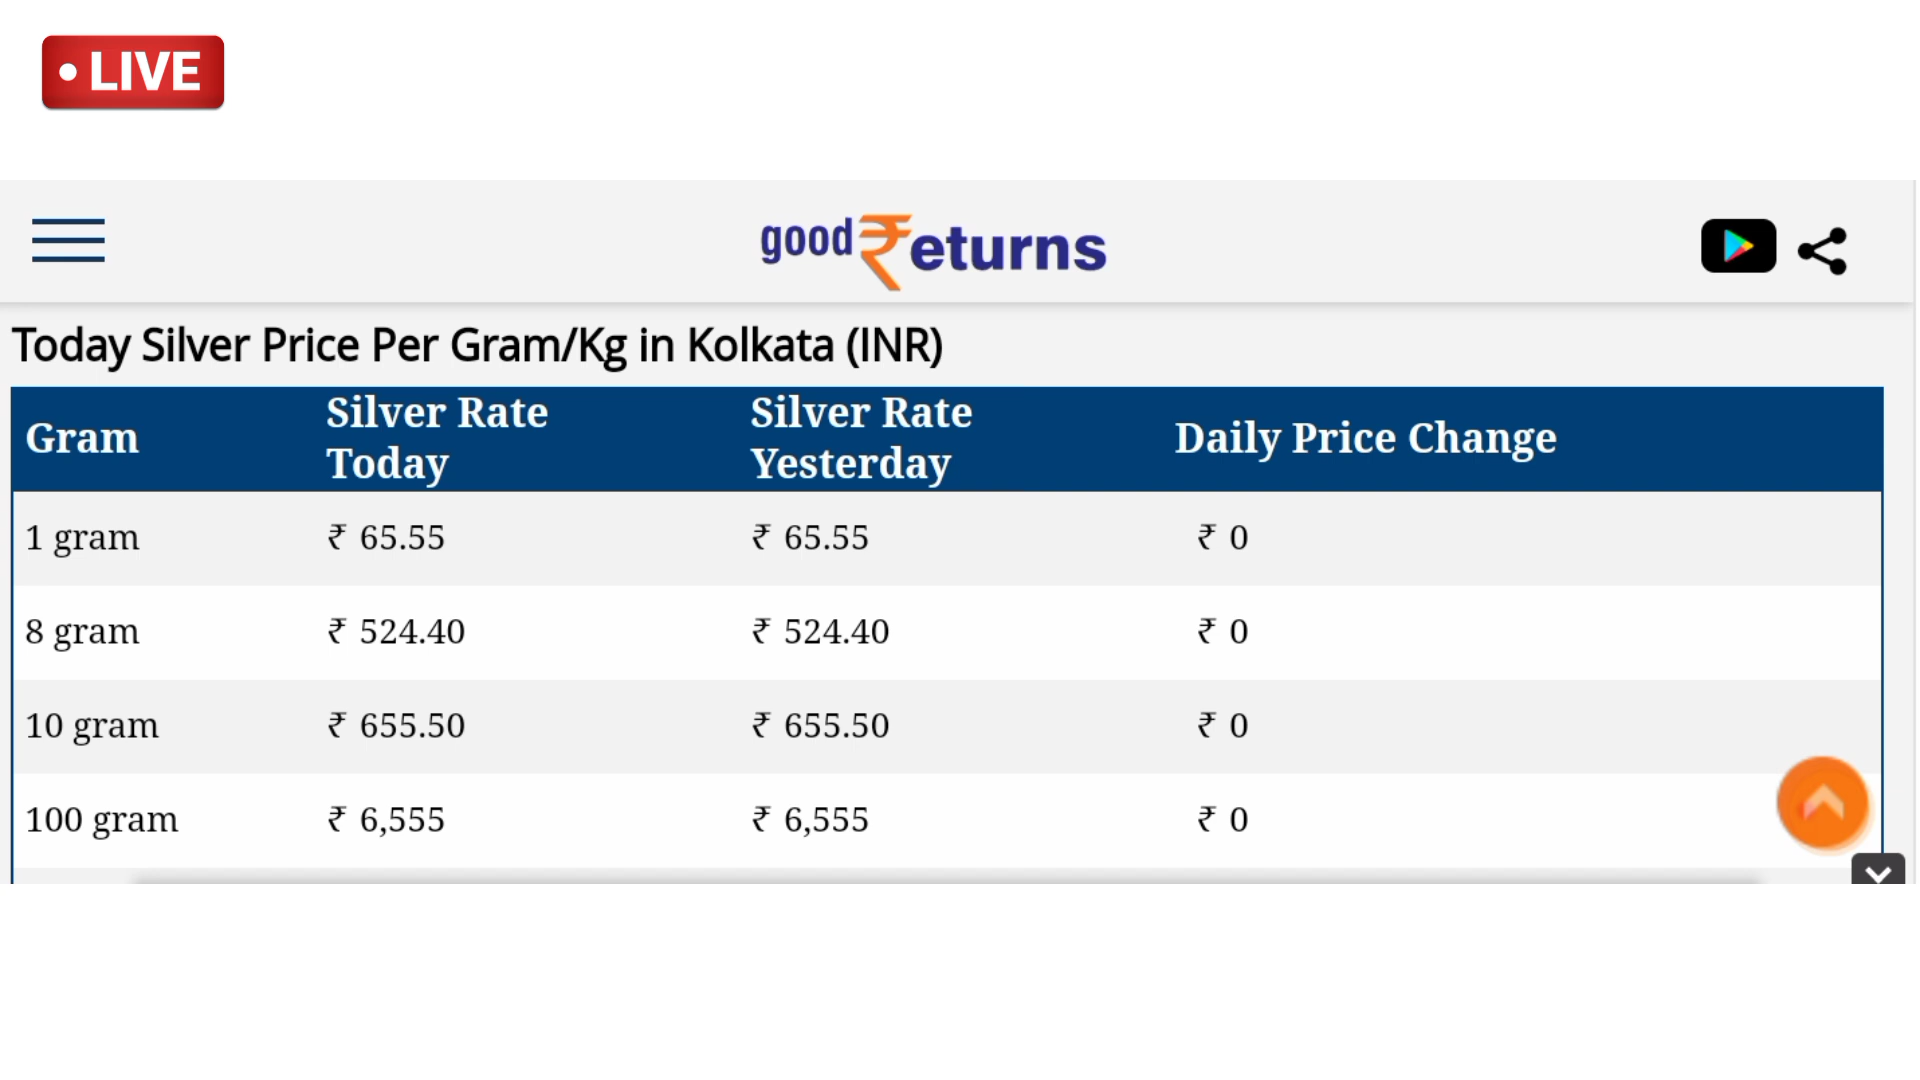 • LIVE
good₹eturns
Today Silver Price Per Gram/Kg in Kolkata (INR)
Gram Silver Rate Today Silver Rate Yesterday Daily Price Change
1 gram ₹ 65.55 ₹ 65.55 ₹ 0
8 gram ₹ 524.40 ₹ 524.40 ₹ 0
10 gram ₹ 655.50 ₹ 655.50 ₹ 0
100 gram ₹ 6,555 ₹ 6,555 ₹ 0